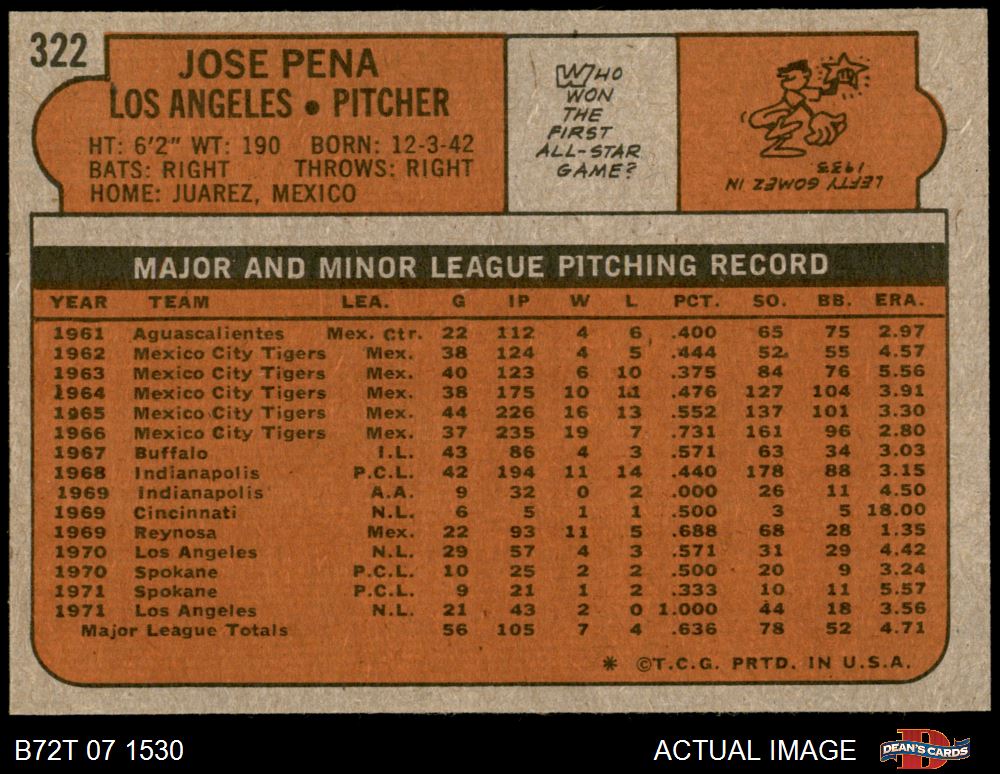 322
JOSE PENA
LOS ANGELES • PITCHER
HT: 6'2" WT: 190 BORN: 12-3-42
BATS: RIGHT THROWS: RIGHT
HOME: JUAREZ, MEXICO
WHO
WON
THE
FIRST
ALL-STAR
GAME?
LEFTY GOMEZ IN
1933
MAJOR AND MINOR LEAGUE PITCHING RECORD
YEAR TEAM LEA. G IP W L PCT. SO. BB. ERA.
1961 Aguascalientes Mex. Ctr. 22 112 4 6 .400 65 75 2.97
1962 Mexico City Tigers Mex. 38 124 4 5 .444 52 55 4.57
1963 Mexico City Tigers Mex. 40 123 6 10 .375 84 76 5.56
1964 Mexico City Tigers Mex. 38 175 10 11 .476 127 104 3.91
1965 Mexico City Tigers Mex. 44 226 16 13 .552 137 101 3.30
1966 Mexico City Tigers Mex. 37 235 19 7 .731 161 96 2.80
1967 Buffalo I.L. 43 86 4 3 .571 63 34 3.03
1968 Indianapolis P.C.L. 42 194 11 14 .440 178 88 3.15
1969 Indianapolis A.A. 9 32 0 2 .000 26 11 4.50
1969 Cincinnati N.L. 6 5 1 1 .500 3 5 18.00
1969 Reynosa Mex. 22 93 11 5 .688 68 28 1.35
1970 Los Angeles N.L. 29 57 4 3 .571 31 29 4.42
1970 Spokane P.C.L. 10 25 2 2 .500 20 9 3.24
1971 Spokane P.C.L. 9 21 1 2 .333 10 11 5.57
1971 Los Angeles N.L. 21 43 2 0 1.000 44 18 3.56
Major League Totals 56 105 7 4 .636 78 52 4.71
* ©T.C.G. PRTD. IN U.S.A.
B72T 07 1530 ACTUAL IMAGE DEAN'S CARDS